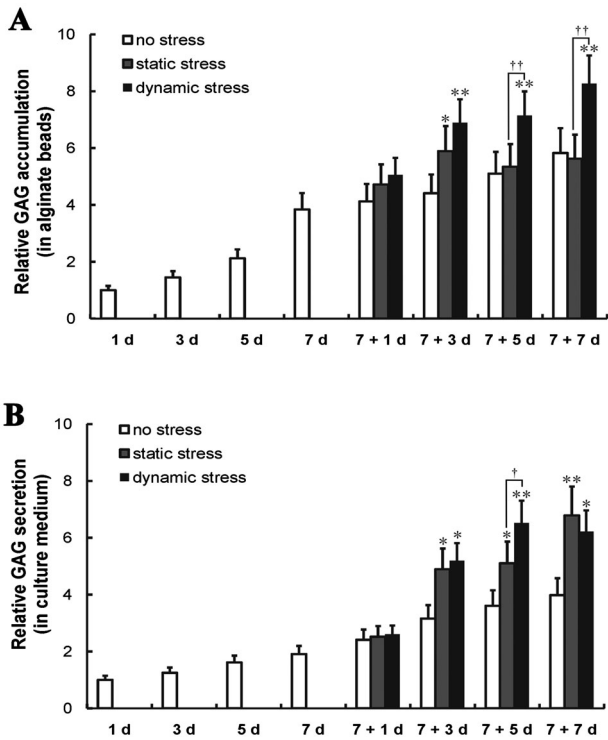 A
10
8
6
4
2
0
Relative GAG accumulation
(in alginate beads)
no stress
static stress
dynamic stress
*
**
††
**
††
**
1 d 3 d 5 d 7 d 7 + 1 d 7 + 3 d 7 + 5 d 7 + 7 d
B
10
8
6
4
2
0
Relative GAG secretion
(in culture medium)
no stress
static stress
dynamic stress
*
*
*
†
**
**
*
1 d 3 d 5 d 7 d 7 + 1 d 7 + 3 d 7 + 5 d 7 + 7 d